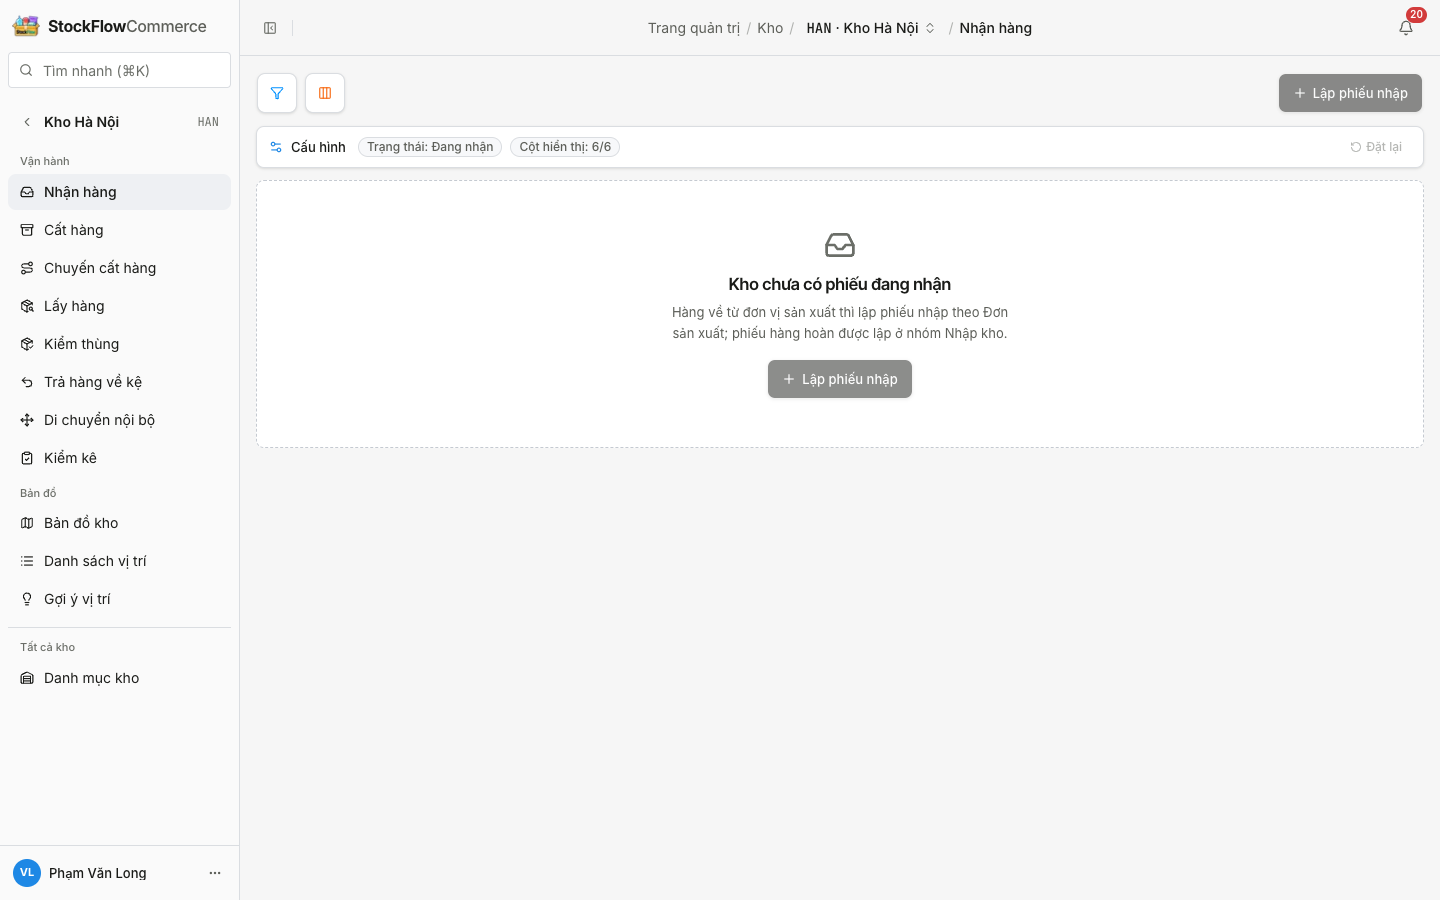 StockFlowCommerce
Tìm nhanh (⌘K)
Kho Hà Nội HAN
Vận hành
Nhận hàng
Cất hàng
Chuyến cất hàng
Lấy hàng
Kiểm thùng
Trả hàng về kệ
Di chuyển nội bộ
Kiểm kê
Bản đồ
Bản đồ kho
Danh sách vị trí
Gợi ý vị trí
Tất cả kho
Danh mục kho
VL Phạm Văn Long
Trang quản trị / Kho / HAN · Kho Hà Nội / Nhận hàng
20
Lập phiếu nhập
Cấu hình Trạng thái: Đang nhận Cột hiển thị: 6/6 Đặt lại
Kho chưa có phiếu đang nhận
Hàng về từ đơn vị sản xuất thì lập phiếu nhập theo Đơn
sản xuất; phiếu hàng hoàn được lập ở nhóm Nhập kho.
Lập phiếu nhập